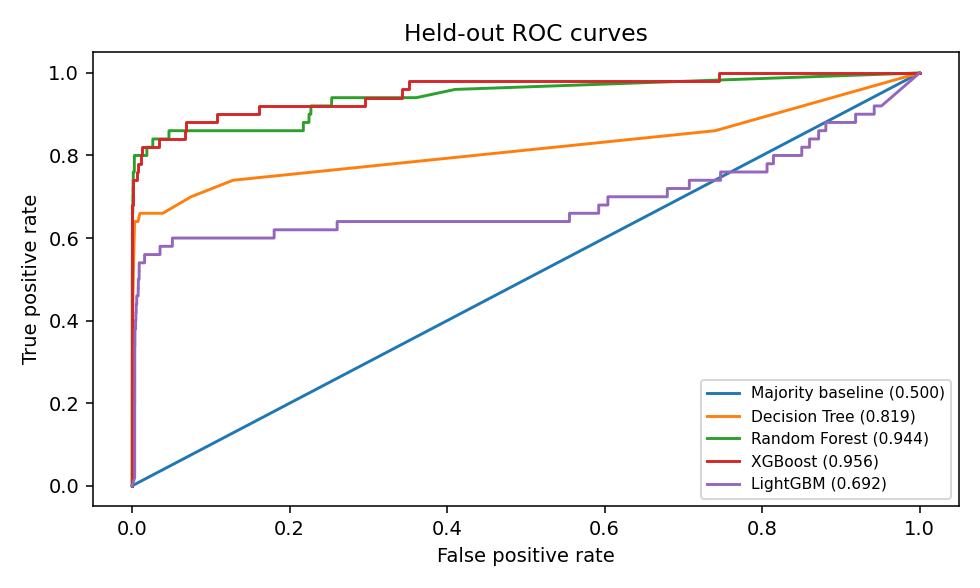 Held-out ROC curves
True positive rate
1.0
0.8
0.6
0.4
0.2
0.0
0.0 0.2 0.4 0.6 0.8 1.0
False positive rate
Majority baseline (0.500)
Decision Tree (0.819)
Random Forest (0.944)
XGBoost (0.956)
LightGBM (0.692)